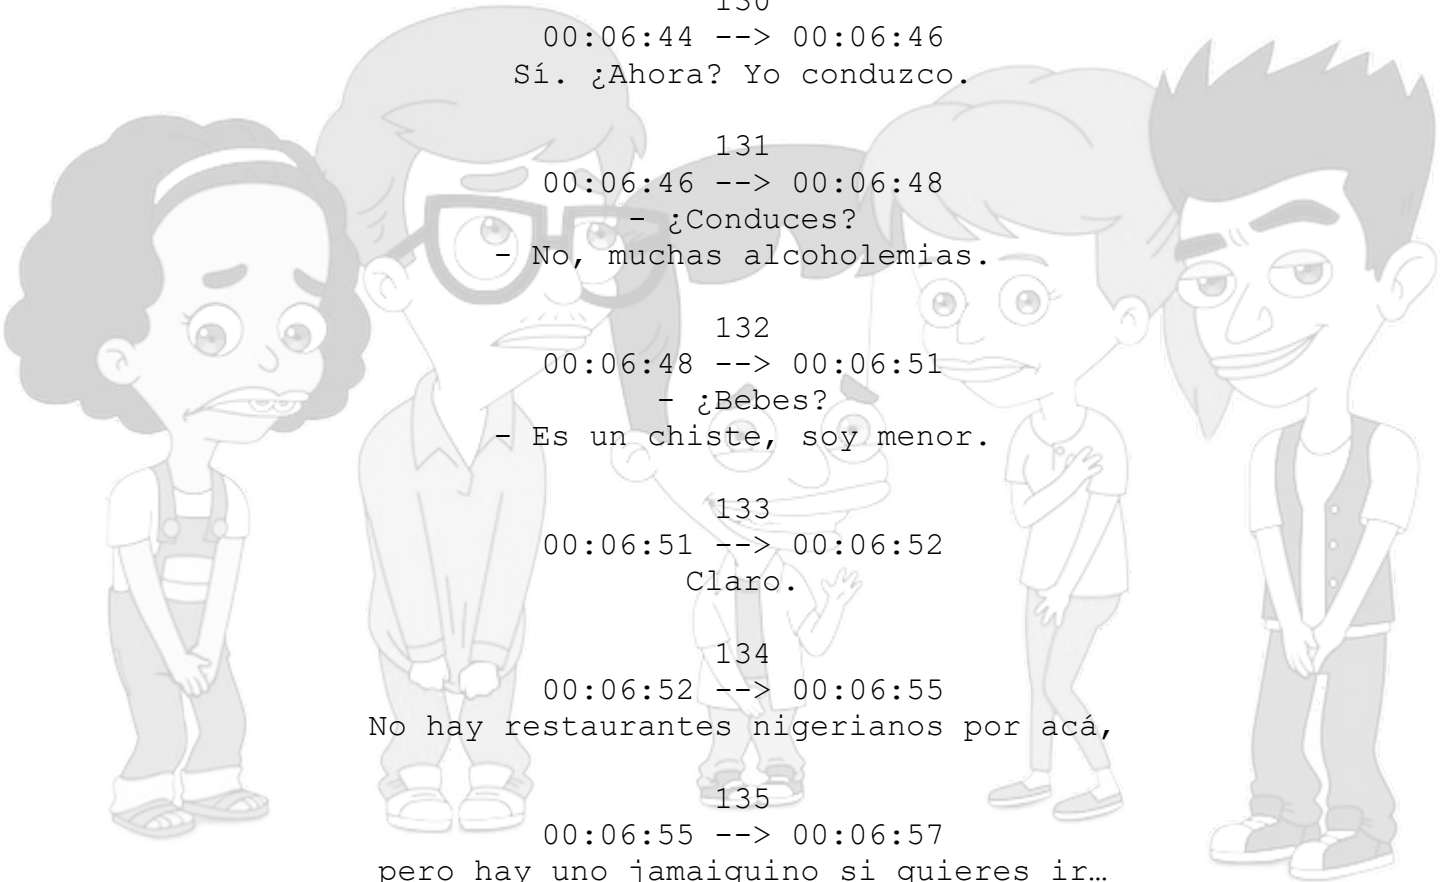 130
00:06:44 --> 00:06:46
Sí. ¿Ahora? Yo conduzco.
131
00:06:46 --> 00:06:48
- ¿Conduces?
- No, muchas alcoholemias.
132
00:06:48 --> 00:06:51
- ¿Bebes?
- Es un chiste, soy menor.
133
00:06:51 --> 00:06:52
Claro.
134
00:06:52 --> 00:06:55
No hay restaurantes nigerianos por acá,
135
00:06:55 --> 00:06:57
pero hay uno jamaiquino si quieres ir…